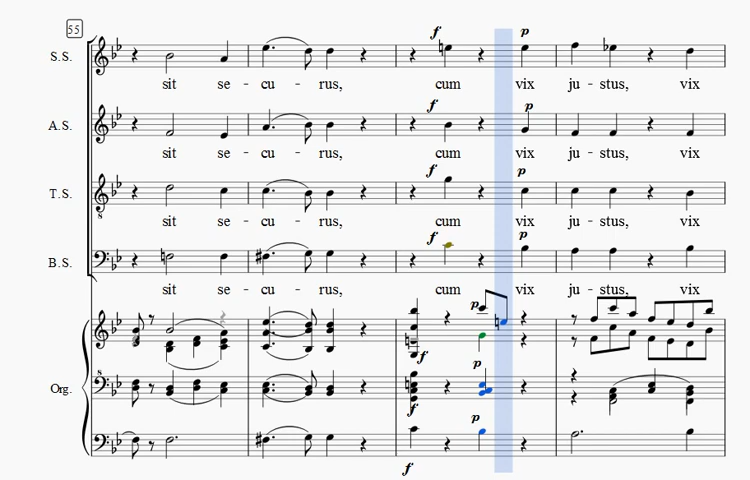 55
f p
S.S.
sit se - cu - rus, cum vix ju - stus, vix
f p
A.S.
sit se - cu - rus, cum vix ju - stus, vix
f p
T.S.
8
sit se - cu - rus, cum vix ju - stus, vix
f p
B.S.
sit se - cu - rus, cum vix ju - stus, vix
p
f
p
Org.
f
p
f